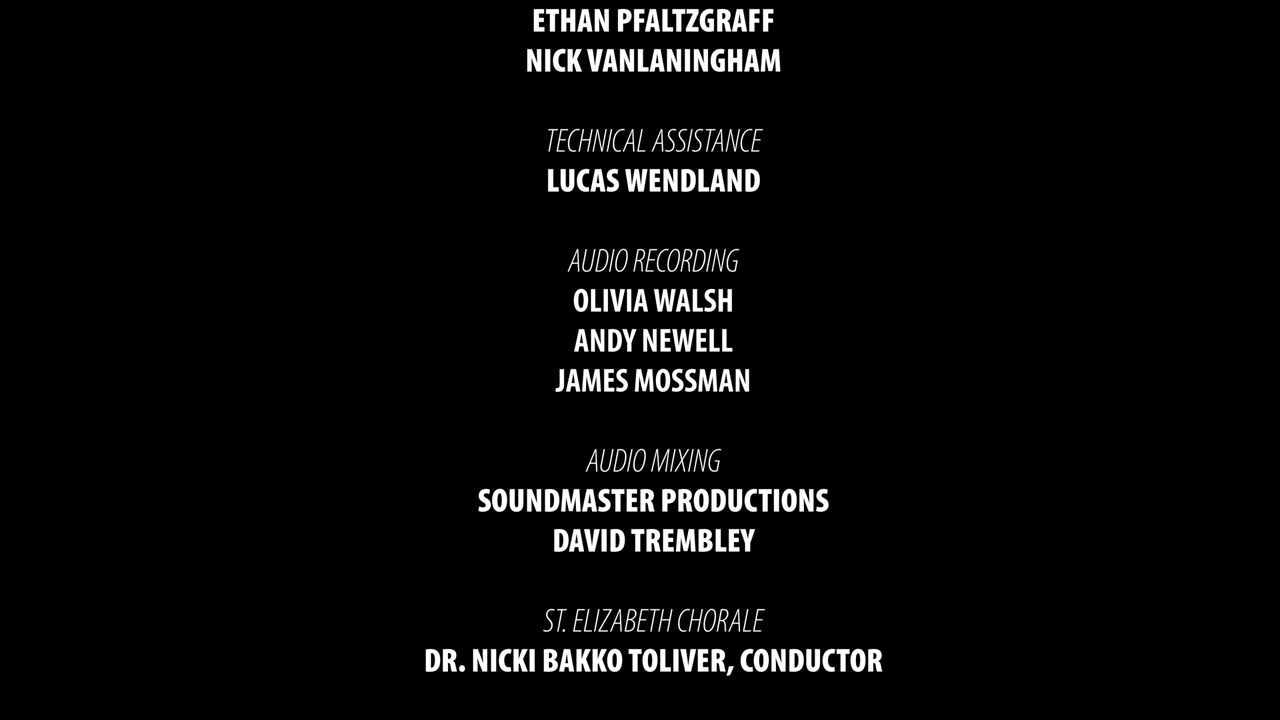 ETHAN PFALTZGRAFF
NICK VANLANINGHAM
TECHNICAL ASSISTANCE
LUCAS WENDLAND
AUDIO RECORDING
OLIVIA WALSH
ANDY NEWELL
JAMES MOSSMAN
AUDIO MIXING
SOUNDMASTER PRODUCTIONS
DAVID TREMBLEY
ST. ELIZABETH CHORALE
DR. NICKI BAKKO TOLIVER, CONDUCTOR